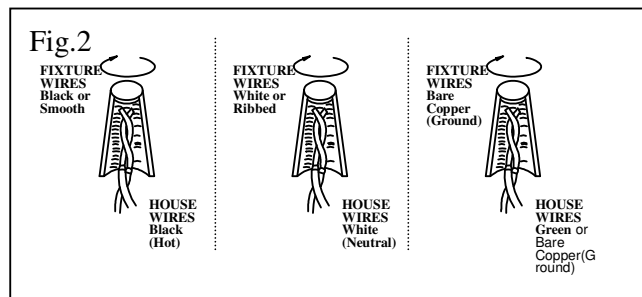 Fig.2
FIXTURE
WIRES
Black or
Smooth
HOUSE
WIRES
Black
(Hot)
FIXTURE
WIRES
White or
Ribbed
HOUSE
WIRES
White
(Neutral)
FIXTURE
WIRES
Bare
Copper
(Ground)
HOUSE
WIRES
Green or
Bare
Copper(G
round)